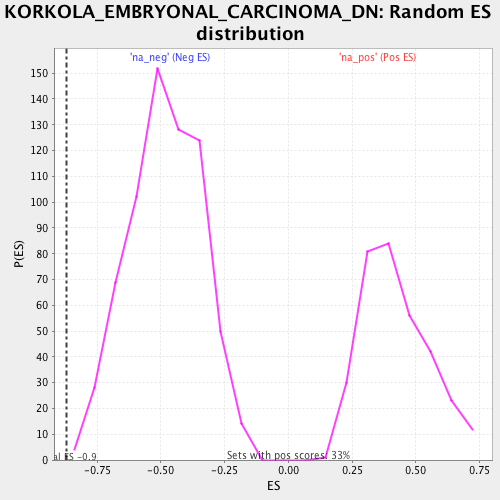 KORKOLA_EMBRYONAL_CARCINOMA_DN: Random ES
distribution
'na_neg' (Neg ES) 'na_pos' (Pos ES)
150
140
130
120
110
100
90
80
70
60
50
40
30
20
10
0
P(ES)
ES -0.9 Sets with pos scores: 33%
-0.75 -0.50 -0.25 0.00 0.25 0.50 0.75
ES